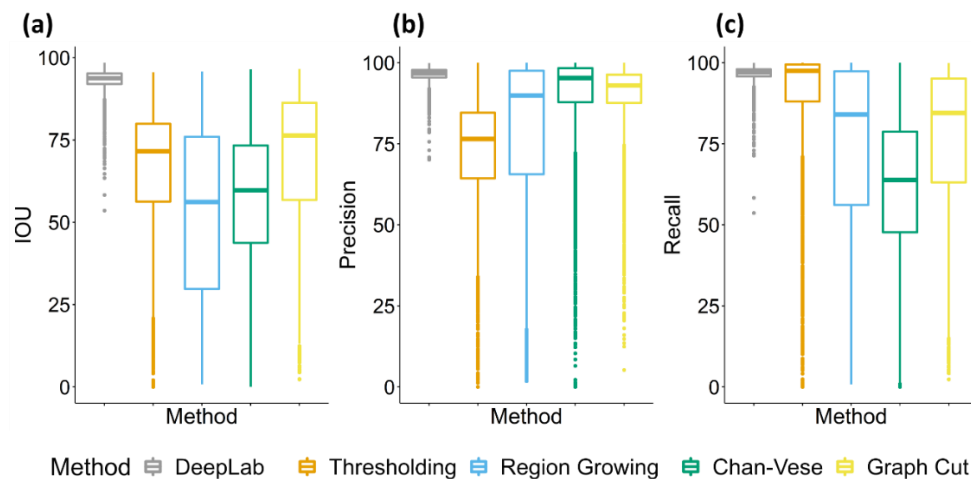 (a)
(b)
(c)
100
75
50
25
0
IOU
Method
100
75
50
25
0
Precision
Method
100
75
50
25
0
Recall
Method
Method DeepLab Thresholding Region Growing Chan-Vese Graph Cut